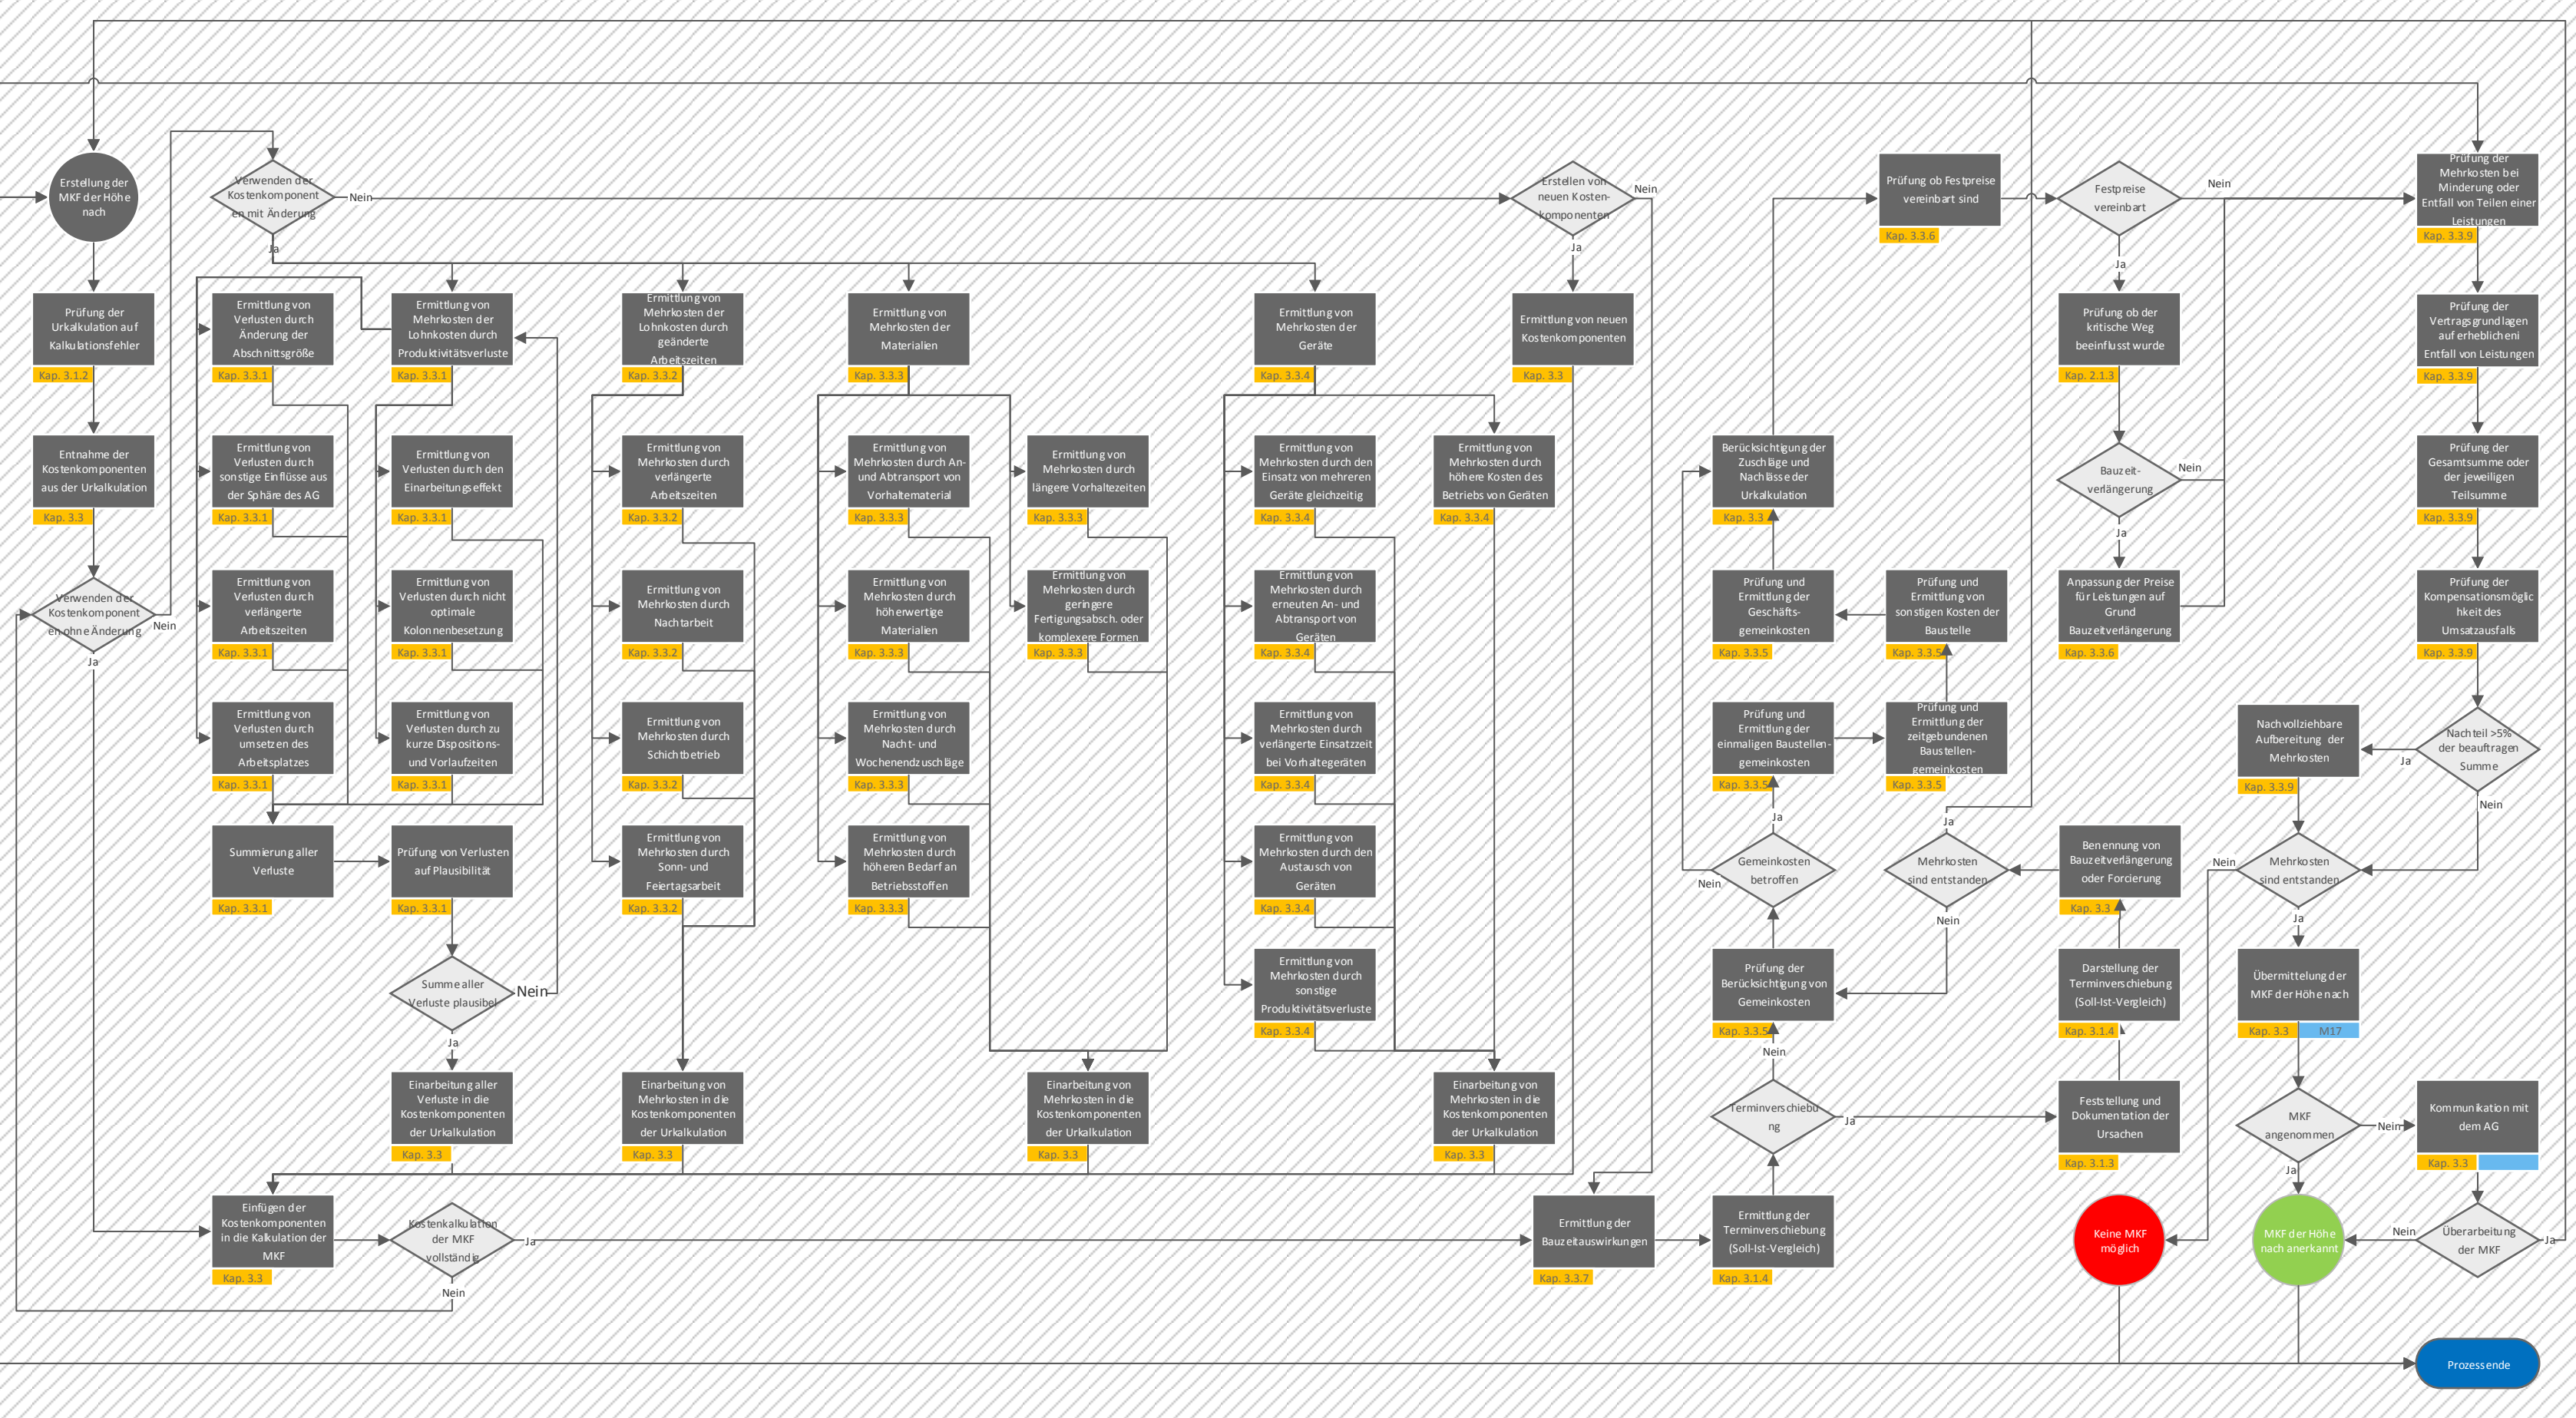 Erstellung der
MKF der Höhe
nach
Prüfung der
Urkalkulation auf
Kalkulationsfehler
Kap. 3.1.2
Entnahme der
Kostenkomponenten
aus der Urkalkulation
Kap. 3.3
Verwenden der
Kostenkomponent
en ohne Änderung
Nein
Ja
Verwenden der
Kostenkomponent
en mit Änderung
Nein
Ja
Ermittlung von
Verlusten durch
Änderung der
Abschnittsgröße
Kap. 3.3.1
Ermittlung von
Verlusten durch
sonstige Einflüsse aus
der Sphäre des AG
Kap. 3.3.1
Ermittlung von
Verlusten durch
verlängerte
Arbeitszeiten
Kap. 3.3.1
Ermittlung von
Verlusten durch
umsetzen des
Arbeitsplatzes
Kap. 3.3.1
Summierung aller
Verluste
Kap. 3.3.1
Ermittlung von
Mehrkosten der
Lohnkosten durch
Produktivitätsverluste
Kap. 3.3.1
Ermittlung von
Verlusten durch den
Einarbeitungseffekt
Kap. 3.3.1
Ermittlung von
Verlusten durch nicht
optimale
Kolonnenbesetzung
Kap. 3.3.1
Ermittlung von
Verlusten durch zu
kurze Dispositions-
und Vorlaufzeiten
Kap. 3.3.1
Prüfung von Verlusten
auf Plausibilität
Kap. 3.3.1
Summe aller
Verluste plausibel
Nein
Ja
Einarbeitung aller
Verluste in die
Kostenkomponenten
der Urkalkulation
Kap. 3.3
Einfügen der
Kostenkomponenten
in die Kalkulation der
MKF
Kap. 3.3
Kostenkalkulation
der MKF
vollständig
Ja
Nein
Ermittlung von
Mehrkosten der
Lohnkosten durch
geänderte
Arbeitszeiten
Kap. 3.3.2
Ermittlung von
Mehrkosten durch
verlängerte
Arbeitszeiten
Kap. 3.3.2
Ermittlung von
Mehrkosten durch
Nachtarbeit
Kap. 3.3.2
Ermittlung von
Mehrkosten durch
Schichtbetrieb
Kap. 3.3.2
Ermittlung von
Mehrkosten durch
Sonn- und
Feiertagsarbeit
Kap. 3.3.2
Einarbeitung von
Mehrkosten in die
Kostenkomponenten
der Urkalkulation
Kap. 3.3
Ermittlung von
Mehrkosten der
Materialien
Kap. 3.3.3
Ermittlung von
Mehrkosten durch An-
und Abtransport von
Vorhaltematerial
Kap. 3.3.3
Ermittlung von
Mehrkosten durch
höherwertige
Materialien
Kap. 3.3.3
Ermittlung von
Mehrkosten durch
Nacht- und
Wochenendzuschläge
Kap. 3.3.3
Ermittlung von
Mehrkosten durch
höheren Bedarf an
Betriebsstoffen
Kap. 3.3.3
Ermittlung von
Mehrkosten durch
längere Vorhaltezeiten
Kap. 3.3.3
Ermittlung von
Mehrkosten durch
geringere
Fertigungsabsch. oder
komplexere Formen
Kap. 3.3.3
Einarbeitung von
Mehrkosten in die
Kostenkomponenten
der Urkalkulation
Kap. 3.3
Ermittlung von
Mehrkosten der
Geräte
Kap. 3.3.4
Ermittlung von
Mehrkosten durch den
Einsatz von mehreren
Geräte gleichzeitig
Kap. 3.3.4
Ermittlung von
Mehrkosten durch
erneuten An- und
Abtransport von
Geräten
Kap. 3.3.4
Ermittlung von
Mehrkosten durch
verlängerte Einsatzzeit
bei Vorhaltegeräten
Kap. 3.3.4
Ermittlung von
Mehrkosten durch den
Austausch von
Geräten
Kap. 3.3.4
Ermittlung von
Mehrkosten durch
sonstige
Produktivitätsverluste
Kap. 3.3.4
Ermittlung von
Mehrkosten durch
höhere Kosten des
Betriebs von Geräten
Kap. 3.3.4
Einarbeitung von
Mehrkosten in die
Kostenkomponenten
der Urkalkulation
Kap. 3.3
Erstellen von
neuen Kosten-
komponenten
Nein
Ja
Ermittlung von neuen
Kostenkomponenten
Kap. 3.3
Ermittlung der
Bauzeitauswirkungen
Kap. 3.3.7
Ermittlung der
Terminverschiebung
(Soll-Ist-Vergleich)
Kap. 3.1.4
Terminverschiebu
ng
Nein
Ja
Prüfung der
Berücksichtigung von
Gemeinkosten
Kap. 3.3.5
Gemeinkosten
betroffen
Nein
Ja
Prüfung und
Ermittlung der
einmaligen Baustellen-
gemeinkosten
Kap. 3.3.5
Prüfung und
Ermittlung der
zeitgebundenen
Baustellen-
gemeinkosten
Kap. 3.3.5
Prüfung und
Ermittlung von
sonstigen Kosten der
Baustelle
Kap. 3.3.5
Prüfung und
Ermittlung der
Geschäfts-
gemeinkosten
Kap. 3.3.5
Berücksichtigung der
Zuschläge und
Nachlässe der
Urkalkulation
Kap. 3.3
Prüfung ob Festpreise
vereinbart sind
Kap. 3.3.6
Festpreise
vereinbart
Nein
Ja
Prüfung ob der
kritische Weg
beeinflusst wurde
Kap. 2.1.3
Bauzeit-
verlängerung
Nein
Ja
Anpassung der Preise
für Leistungen auf
Grund
Bauzeitverlängerung
Kap. 3.3.6
Feststellung und
Dokumentation der
Ursachen
Kap. 3.1.3
Darstellung der
Terminverschiebung
(Soll-Ist-Vergleich)
Kap. 3.1.4
Benennung von
Bauzeitverlängerung
oder Forcierung
Kap. 3.3
Mehrkosten
sind entstanden
Ja
Nein
Prüfung der
Mehrkosten bei
Minderung oder
Entfall von Teilen einer
Leistungen
Kap. 3.3.9
Prüfung der
Vertragsgrundlagen
auf erhebliceni
Entfall von Leistungen
Kap. 3.3.9
Prüfung der
Gesamtsumme oder
der jeweiligen
Teilsumme
Kap. 3.3.9
Prüfung der
Kompensationsmöglic
hkeit des
Umsatzausfalls
Kap. 3.3.9
Nachteil >5%
der beauftragen
Summe
Ja
Nein
Nachvollziehbare
Aufbereitung der
Mehrkosten
Kap. 3.3.9
Mehrkosten
sind entstanden
Nein
Ja
Übermittelung der
MKF der Höhe nach
Kap. 3.3
M17
MKF
angenommen
Nein
Ja
Kommunikation mit
dem AG
Kap. 3.3
Überarbeitung
der MKF
Nein
Ja
Keine MKF
möglich
MKF der Höhe
nach anerkannt
Prozessende